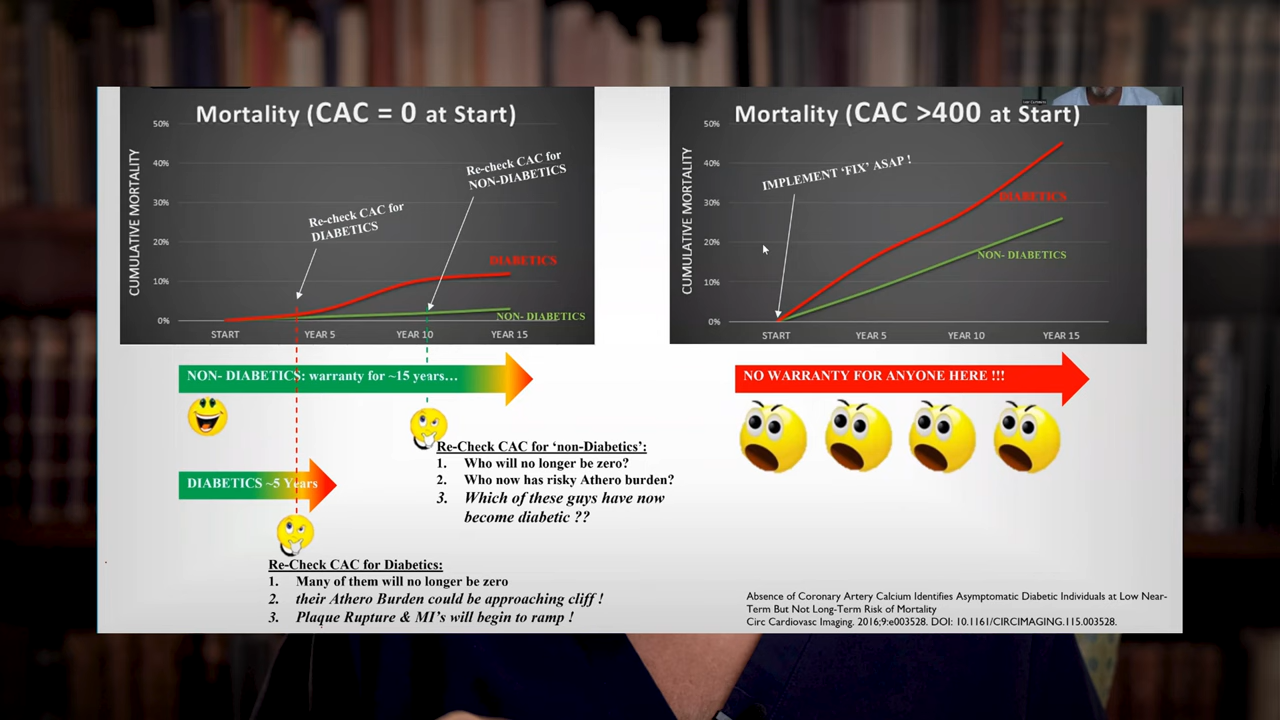 Mortality (CAC = 0 at Start)
50%
40%
30%
20%
10%
0%
CUMULATIVE MORTALITY
Re-check CAC for
DIABETICS
Re-check CAC for
NON-DIABETICS
DIABETICS
NON- DIABETICS
START
YEAR 5
YEAR 10
YEAR 15
Mortality (CAC >400 at Start)
50%
40%
30%
20%
10%
0%
CUMULATIVE MORTALITY
IMPLEMENT ‘FIX’ ASAP !
DIABETICS
NON- DIABETICS
START
YEAR 5
YEAR 10
YEAR 15
NON- DIABETICS: warranty for ~15 years…
NO WARRANTY FOR ANYONE HERE !!!
Re-Check CAC for ‘non-Diabetics’:
1. Who will no longer be zero?
2. Who now has risky Athero burden?
3. Which of these guys have now
become diabetic ??
DIABETICS ~5 Years
Re-Check CAC for Diabetics:
1. Many of them will no longer be zero
2. their Athero Burden could be approaching cliff !
3. Plaque Rupture & MI’s will begin to ramp !
Absence of Coronary Artery Calcium Identifies Asymptomatic Diabetic Individuals at Low Near-
Term But Not Long-Term Risk of Mortality
Circ Cardiovasc Imaging. 2016;9:e003528. DOI: 10.1161/CIRCIMAGING.115.003528.